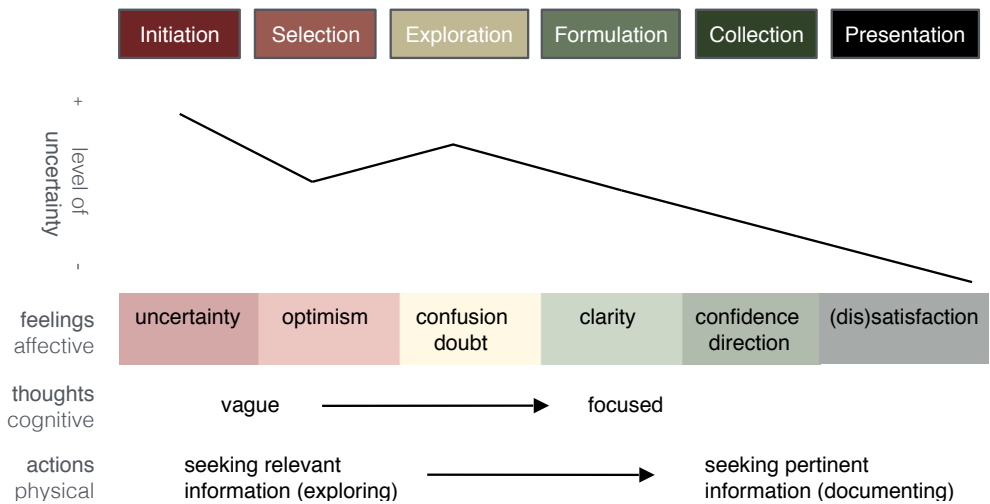 Initiation
Selection
Exploration
Formulation
Collection
Presentation
+
level of
uncertainty
-
feelings
affective
uncertainty
optimism
confusion
doubt
clarity
confidence
direction
(dis)satisfaction
thoughts
cognitive
vague
focused
actions
physical
seeking relevant
information (exploring)
seeking pertinent
information (documenting)